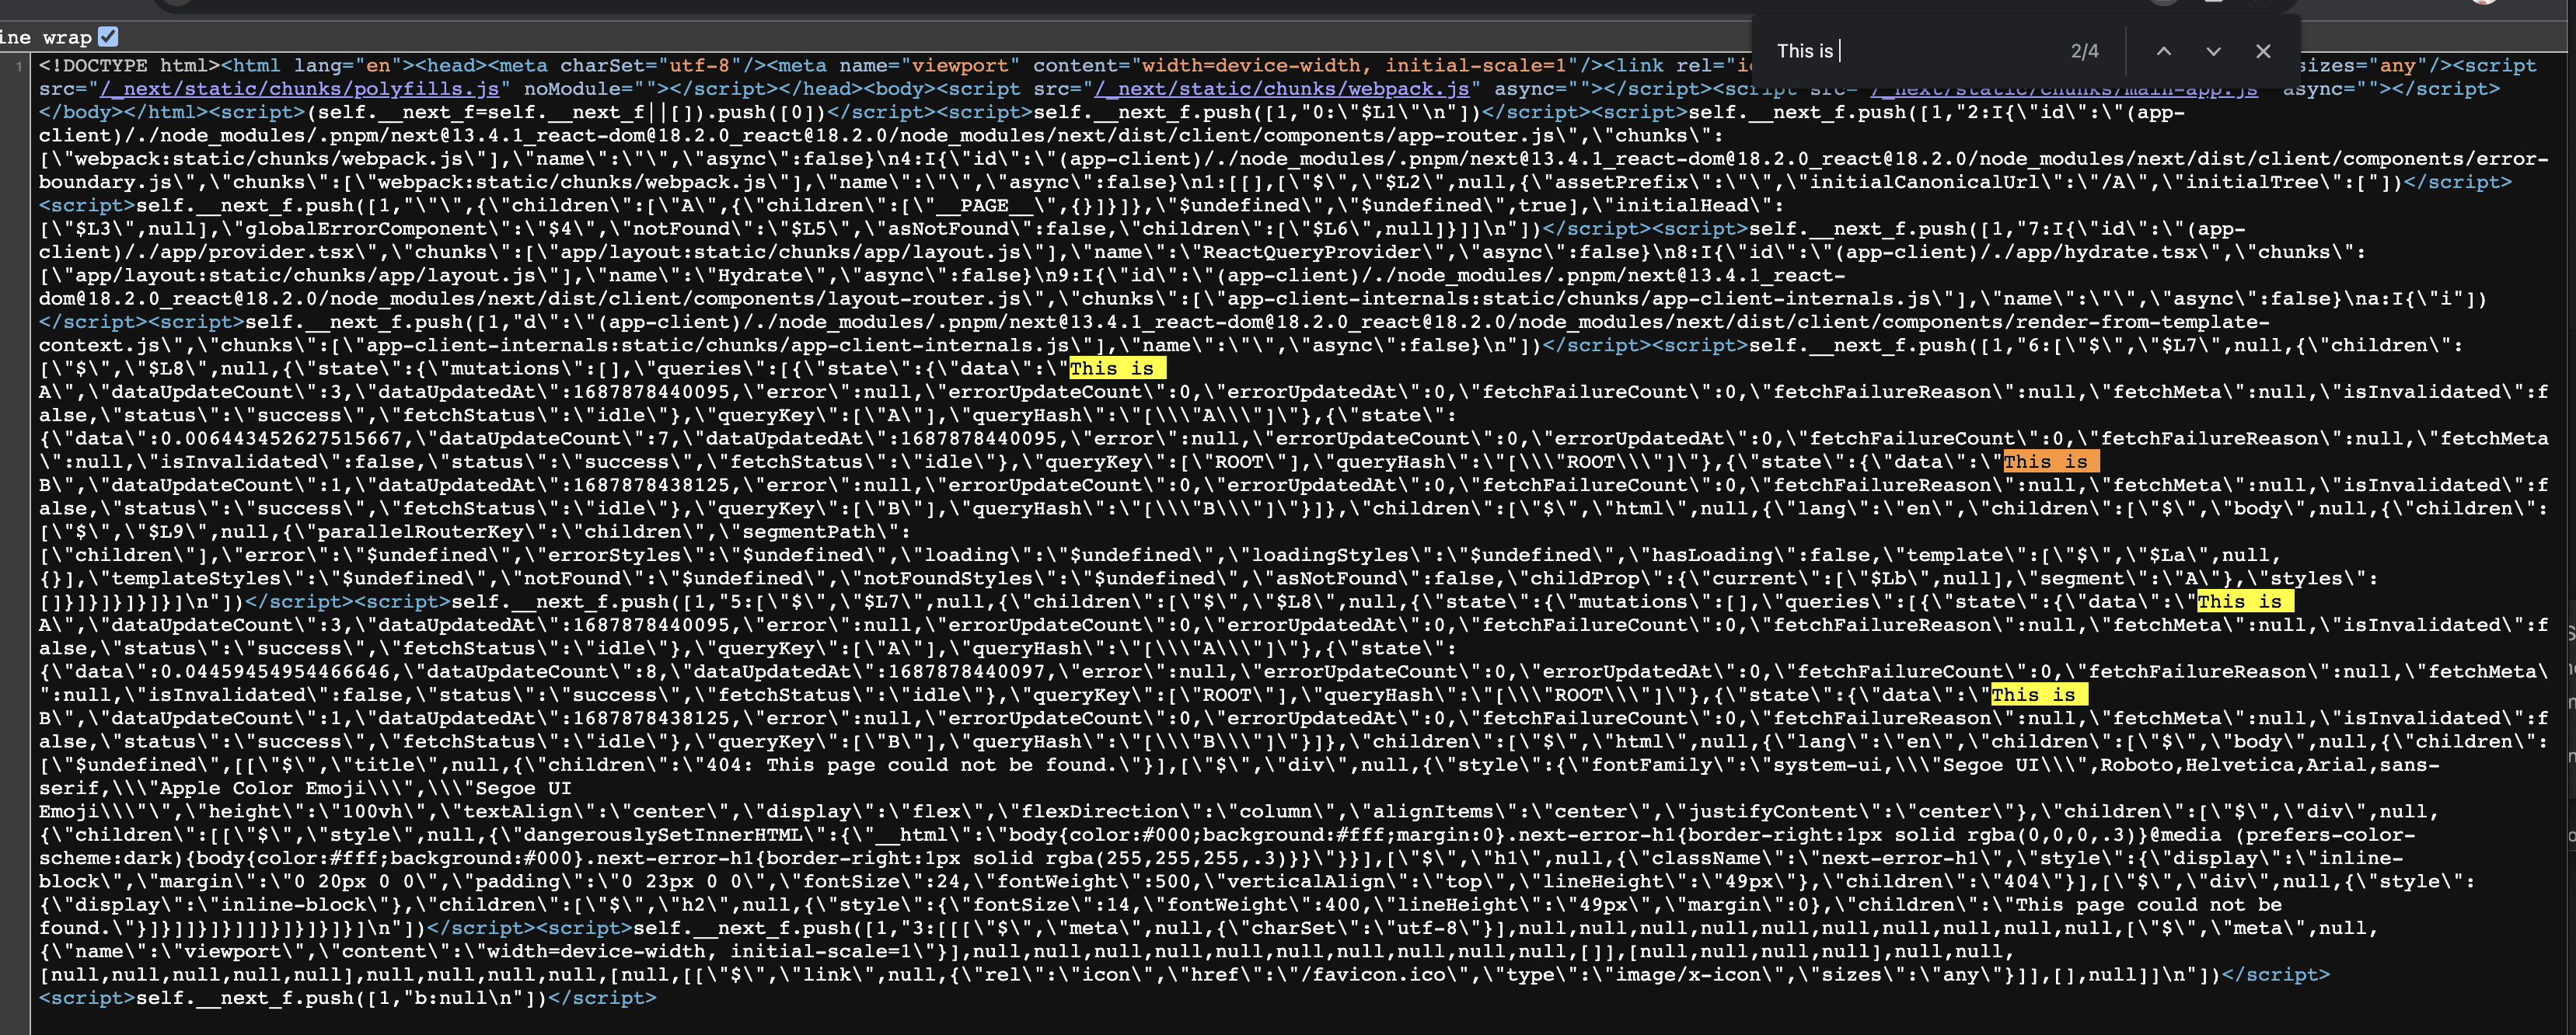 ine wrap
This is
2/4
1
<!DOCTYPE html><html lang="en"><head><meta charSet="utf-8"/><meta name="viewport" content="width=device-width, initial-scale=1"/><link rel="i sizes="any"/><script
src="/_next/static/chunks/polyfills.js" noModule=""></script></head><body><script src="/_next/static/chunks/webpack.js" async=""></script><script src="/_next/static/chunks/main-app.js" async=""></script>
</body></html><script>(self.__next_f=self.__next_f||[]).push([0])</script><script>self.__next_f.push([1,"0:\"$L1\"\n"])</script><script>self.__next_f.push([1,"2:I{\"id\":\"(app-
client)/./node_modules/.pnpm/next@13.4.1_react-dom@18.2.0_react@18.2.0/node_modules/next/dist/client/components/app-router.js\",\"chunks\":
[\"webpack:static/chunks/webpack.js\"],\"name\":\"\",\"async\":false}\n4:I{\"id\":\"(app-client)/./node_modules/.pnpm/next@13.4.1_react-dom@18.2.0_react@18.2.0/node_modules/next/dist/client/components/error-
boundary.js\",\"chunks\":[\"webpack:static/chunks/webpack.js\"],\"name\":\"\",\"async\":false}\n1:[[],[\"$\",\"$L2\",null,{\"assetPrefix\":\"\",\"initialCanonicalUrl\":\"/A\",\"initialTree\":["])</script>
<script>self.__next_f.push([1,"\"\",{\"children\":[\"A\",{\"children\":[\"__PAGE__\",{}]}]},\"$undefined\",\"$undefined\",true],\"initialHead\":
[\"$L3\",null],\"globalErrorComponent\":\"$4\",\"notFound\":\"$L5\",\"asNotFound\":false,\"children\":[\"$L6\",null]}]]\n"])</script><script>self.__next_f.push([1,"7:I{\"id\":\"(app-
client)/./app/provider.tsx\",\"chunks\":[\"app/layout:static/chunks/app/layout.js\"],\"name\":\"ReactQueryProvider\",\"async\":false}\n8:I{\"id\":\"(app-client)/./app/hydrate.tsx\",\"chunks\":
[\"app/layout:static/chunks/app/layout.js\"],\"name\":\"Hydrate\",\"async\":false}\n9:I{\"id\":\"(app-client)/./node_modules/.pnpm/next@13.4.1_react-
dom@18.2.0_react@18.2.0/node_modules/next/dist/client/components/layout-router.js\",\"chunks\":[\"app-client-internals:static/chunks/app-client-internals.js\"],\"name\":\"\",\"async\":false}\na:I{\"i"])
</script><script>self.__next_f.push([1,"d\":\"(app-client)/./node_modules/.pnpm/next@13.4.1_react-dom@18.2.0_react@18.2.0/node_modules/next/dist/client/components/render-from-template-
context.js\",\"chunks\":[\"app-client-internals:static/chunks/app-client-internals.js\"],\"name\":\"\",\"async\":false}\n"])</script><script>self.__next_f.push([1,"6:[\"$\",\"$L7\",null,{\"children\":
[\"$\",\"$L8\",null,{\"state\":{\"mutations\":[],\"queries\":[{\"state\":{\"data\":\"This is
A\",\"dataUpdateCount\":3,\"dataUpdatedAt\":1687878440095,\"error\":null,\"errorUpdateCount\":0,\"errorUpdatedAt\":0,\"fetchFailureCount\":0,\"fetchFailureReason\":null,\"fetchMeta\":null,\"isInvalidated\":f
alse,\"status\":\"success\",\"fetchStatus\":\"idle\"},\"queryKey\":[\"A\"],\"queryHash\":\"[\\\"A\\\"]\"},{\"state\":
{\"data\":0.006443452627515667,\"dataUpdateCount\":7,\"dataUpdatedAt\":1687878440095,\"error\":null,\"errorUpdateCount\":0,\"errorUpdatedAt\":0,\"fetchFailureCount\":0,\"fetchFailureReason\":null,\"fetchMeta
\":null,\"isInvalidated\":false,\"status\":\"success\",\"fetchStatus\":\"idle\"},\"queryKey\":[\"ROOT\"],\"queryHash\":\"[\\\"ROOT\\\"]\"},{\"state\":{\"data\":\"This is
B\",\"dataUpdateCount\":1,\"dataUpdatedAt\":1687878438125,\"error\":null,\"errorUpdateCount\":0,\"errorUpdatedAt\":0,\"fetchFailureCount\":0,\"fetchFailureReason\":null,\"fetchMeta\":null,\"isInvalidated\":f
alse,\"status\":\"success\",\"fetchStatus\":\"idle\"},\"queryKey\":[\"B\"],\"queryHash\":\"[\\\"B\\\"]\"}]},\"children\":[\"$\",\"html\",null,{\"lang\":\"en\",\"children\":[\"$\",\"body\",null,{\"children\":
[\"$\",\"$L9\",null,{\"parallelRouterKey\":\"children\",\"segmentPath\":
[\"children\"],\"error\":\"$undefined\",\"errorStyles\":\"$undefined\",\"loading\":\"$undefined\",\"loadingStyles\":\"$undefined\",\"hasLoading\":false,\"template\":[\"$\",\"$La\",null,
{}],\"templateStyles\":\"$undefined\",\"notFound\":\"$undefined\",\"notFoundStyles\":\"$undefined\",\"asNotFound\":false,\"childProp\":{\"current\":[\"$Lb\",null],\"segment\":\"A\"},\"styles\":
[]}]}]}]}]}]\n"])</script><script>self.__next_f.push([1,"5:[\"$\",\"$L7\",null,{\"children\":[\"$\",\"$L8\",null,{\"state\":{\"mutations\":[],\"queries\":[{\"state\":{\"data\":\"This is
A\",\"dataUpdateCount\":3,\"dataUpdatedAt\":1687878440095,\"error\":null,\"errorUpdateCount\":0,\"errorUpdatedAt\":0,\"fetchFailureCount\":0,\"fetchFailureReason\":null,\"fetchMeta\":null,\"isInvalidated\":f
alse,\"status\":\"success\",\"fetchStatus\":\"idle\"},\"queryKey\":[\"A\"],\"queryHash\":\"[\\\"A\\\"]\"},{\"state\":
{\"data\":0.04459454954466646,\"dataUpdateCount\":8,\"dataUpdatedAt\":1687878440097,\"error\":null,\"errorUpdateCount\":0,\"errorUpdatedAt\":0,\"fetchFailureCount\":0,\"fetchFailureReason\":null,\"fetchMeta\
":null,\"isInvalidated\":false,\"status\":\"success\",\"fetchStatus\":\"idle\"},\"queryKey\":[\"ROOT\"],\"queryHash\":\"[\\\"ROOT\\\"]\"},{\"state\":{\"data\":\"This is
B\",\"dataUpdateCount\":1,\"dataUpdatedAt\":1687878438125,\"error\":null,\"errorUpdateCount\":0,\"errorUpdatedAt\":0,\"fetchFailureCount\":0,\"fetchFailureReason\":null,\"fetchMeta\":null,\"isInvalidated\":f
alse,\"status\":\"success\",\"fetchStatus\":\"idle\"},\"queryKey\":[\"B\"],\"queryHash\":\"[\\\"B\\\"]\"}]},\"children\":[\"$\",\"html\",null,{\"lang\":\"en\",\"children\":[\"$\",\"body\",null,{\"children\":
[\"$undefined\",[[\"$\",\"title\",null,{\"children\":\"404: This page could not be found.\"}],[\"$\",\"div\",null,{\"style\":{\"fontFamily\":\"system-ui,\\\"Segoe UI\\\",Roboto,Helvetica,Arial,sans-
serif,\\\"Apple Color Emoji\\\",\\\"Segoe UI
Emoji\\\"\",\"height\":\"100vh\",\"textAlign\":\"center\",\"display\":\"flex\",\"flexDirection\":\"column\",\"alignItems\":\"center\",\"justifyContent\":\"center\"},\"children\":[\"$\",\"div\",null,
{\"children\":[[\"$\",\"style\",null,{\"dangerouslySetInnerHTML\":{\"__html\":\"body{color:#000;background:#fff;margin:0}.next-error-h1{border-right:1px solid rgba(0,0,0,.3)}@media (prefers-color-
scheme:dark){body{color:#fff;background:#000}.next-error-h1{border-right:1px solid rgba(255,255,255,.3)}}\"}}],[\"$\",\"h1\",null,{\"className\":\"next-error-h1\",\"style\":{\"display\":\"inline-
block\",\"margin\":\"0 20px 0 0\",\"padding\":\"0 23px 0 0\",\"fontSize\":24,\"fontWeight\":500,\"verticalAlign\":\"top\",\"lineHeight\":\"49px\"},\"children\":\"404\"}],[\"$\",\"div\",null,{\"style\":
{\"display\":\"inline-block\"},\"children\":[\"$\",\"h2\",null,{\"style\":{\"fontSize\":14,\"fontWeight\":400,\"lineHeight\":\"49px\",\"margin\":0},\"children\":\"This page could not be
found.\"}]}]]}]}]]]}]}]}]}]\n"])</script><script>self.__next_f.push([1,"3:[[[\"$\",\"meta\",null,{\"charSet\":\"utf-8\"}],null,null,null,null,null,null,null,null,null,null,[\"$\",\"meta\",null,
{\"name\":\"viewport\",\"content\":\"width=device-width, initial-scale=1\"}],null,null,null,null,null,null,null,null,null,null,[]],[null,null,null,null],null,null,
[null,null,null,null,null],null,null,null,null,[null,[[\"$\",\"link\",null,{\"rel\":\"icon\",\"href\":\"/favicon.ico\",\"type\":\"image/x-icon\",\"sizes\":\"any\"}]],[],null]]\n"])</script>
<script>self.__next_f.push([1,"b:null\n"])</script>